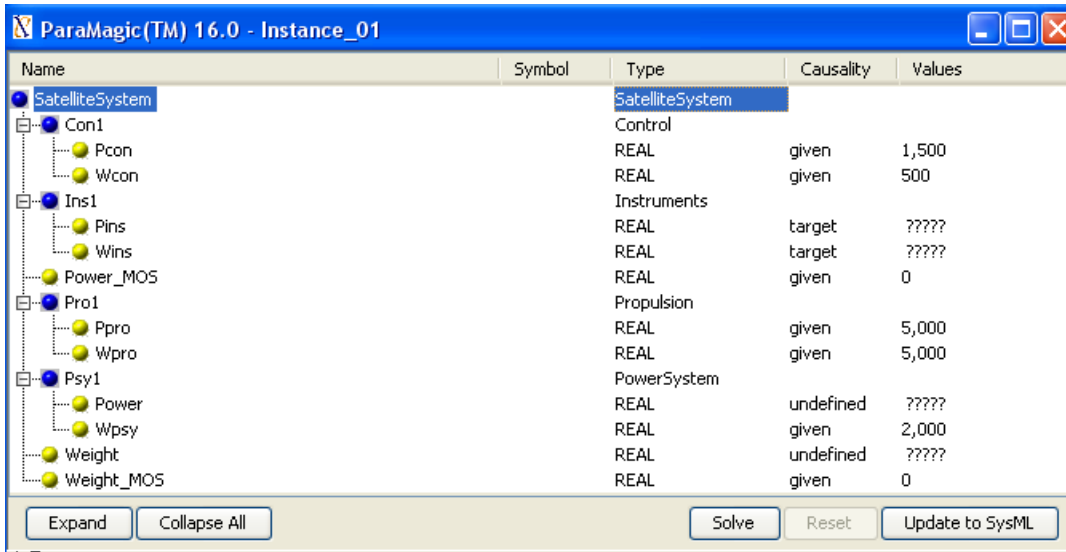 ParaMagic(TM) 16.0 - Instance_01
Name Symbol Type Causality Values
SatelliteSystem SatelliteSystem
Con1 Control
Pcon REAL given 1,500
Wcon REAL given 500
Ins1 Instruments
Pins REAL target ?????
Wins REAL target ?????
Power_MOS REAL given 0
Pro1 Propulsion
Ppro REAL given 5,000
Wpro REAL given 5,000
Psy1 PowerSystem
Power REAL undefined ?????
Wpsy REAL given 2,000
Weight REAL undefined ?????
Weight_MOS REAL given 0
Expand Collapse All Solve Reset Update to SysML